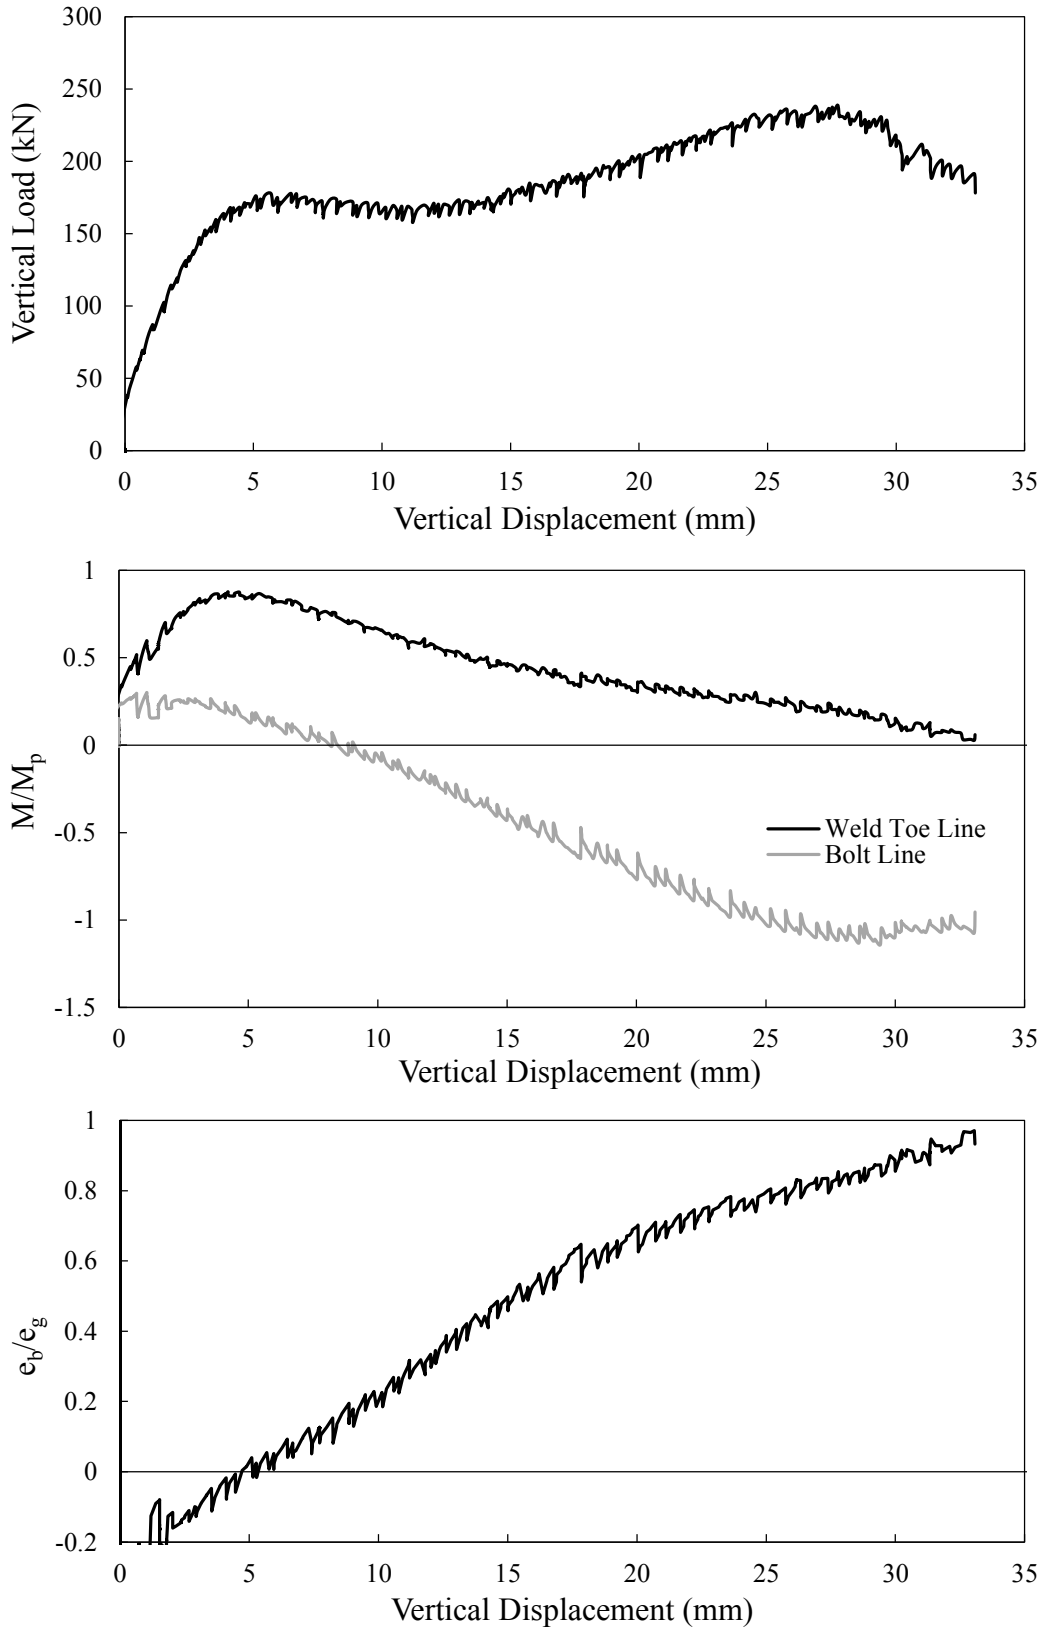 300
250
200
150
100
50
0
Vertical Load (kN)
0 5 10 15 20 25 30 35
Vertical Displacement (mm)
1
0.5
0
-0.5
-1
-1.5
M/Mp
Weld Toe Line
Bolt Line
0 5 10 15 20 25 30 35
Vertical Displacement (mm)
1
0.8
0.6
0.4
0.2
0
-0.2
eb/eg
0 5 10 15 20 25 30 35
Vertical Displacement (mm)